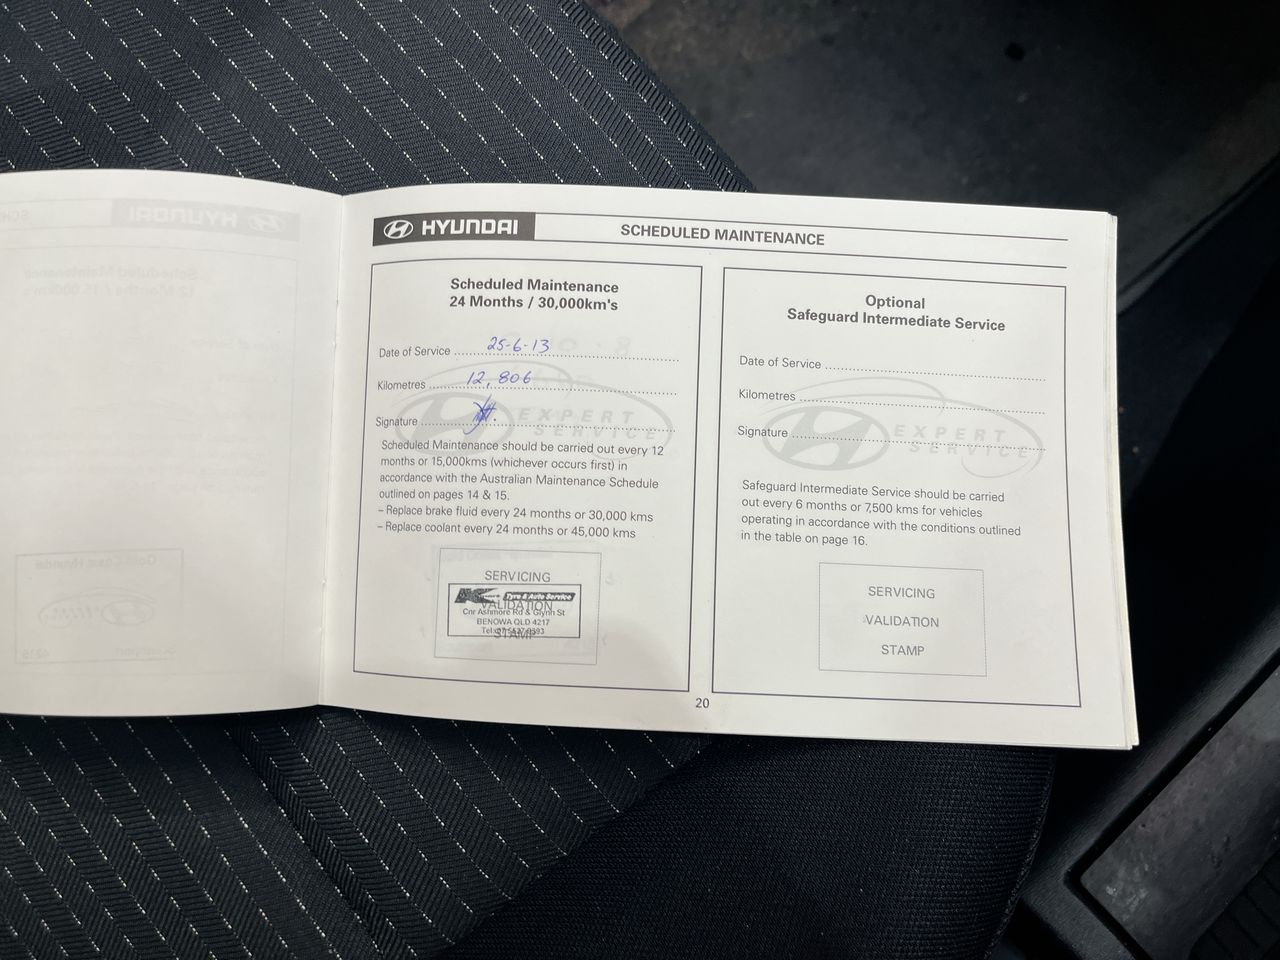 HYUNDAI
SCHEDULED MAINTENANCE
Scheduled Maintenance
24 Months / 30,000km's
Date of Service 25-6-13
Kilometres 12,806
Signature
EXPERT
SERVICE
Scheduled Maintenance should be carried out every 12
months or 15,000kms (whichever occurs first) in
accordance with the Australian Maintenance Schedule
outlined on pages 14 & 15.
– Replace brake fluid every 24 months or 30,000 kms
– Replace coolant every 24 months or 45,000 kms
SERVICING
VALIDATION
STAMP
Tyre & Auto Service
Cnr Ashmore Rd & Glynn St
BENOWA QLD 4217
Optional
Safeguard Intermediate Service
Date of Service
Kilometres
Signature
EXPERT
SERVICE
Safeguard Intermediate Service should be carried
out every 6 months or 7,500 kms for vehicles
operating in accordance with the conditions outlined
in the table on page 16.
SERVICING
VALIDATION
STAMP
20